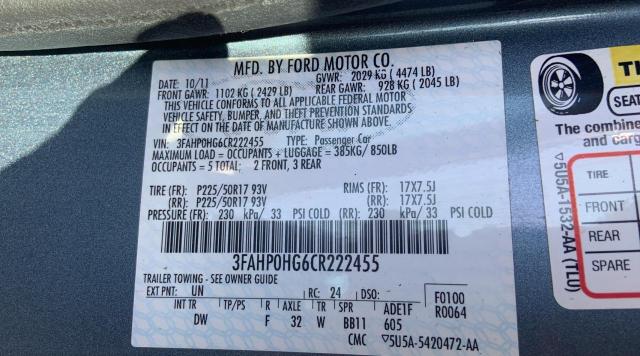 MFD. BY FORD MOTOR CO.
DATE: 10/11 GVWR: 2029 KG (4474 LB)
FRONT GAWR: 1102 KG (2429 LB) REAR GAWR: 928 KG (2045 LB)
THIS VEHICLE CONFORMS TO ALL APPLICABLE FEDERAL MOTOR
VEHICLE SAFETY, BUMPER, AND THEFT PREVENTION STANDARDS
IN EFFECT ON THE DATE OF MANUFACTURE SHOWN ABOVE.
VIN: 3FAHP0HG6CR222455 TYPE: Passenger Car
MAXIMUM LOAD = OCCUPANTS + LUGGAGE = 385KG/850LB
OCCUPANTS = 5 TOTAL: 2 FRONT, 3 REAR
TIRE (FR): P225/50R17 93V RIMS (FR): 17X7.5J
(RR): P225/50R17 93V (RR): 17X7.5J
PRESSURE (FR): 230 kPa/ 33 PSI COLD (RR): 230 kPa/ 33 PSI COLD
3FAHP0HG6CR222455
TRAILER TOWING - SEE OWNER GUIDE
EXT PNT: UN RC: 24 DSO: F0100
INT TR TP/PS R AXLE TR SPR ADE1F R0064
DW F 32 W BB11 605
CMC ▽5U5A-5420472-AA
TI
SEAT
The combine
cargo
▽5U5A-1532-AA (TLU)
TIRE
FRONT
REAR
SPARE